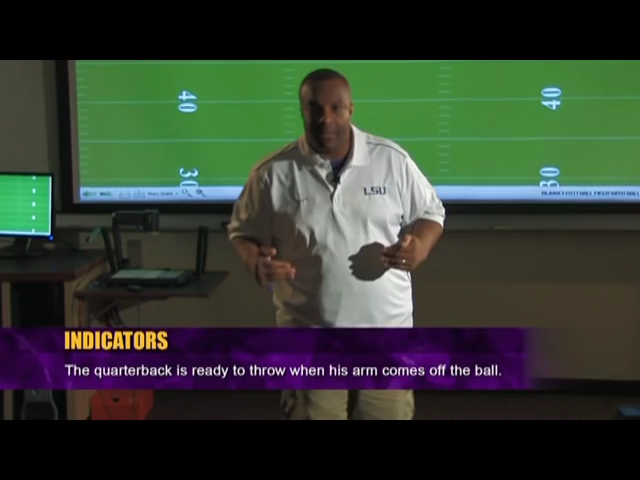 40
40
30
30
LSU
INDICATORS
The quarterback is ready to throw when his arm comes off the ball.